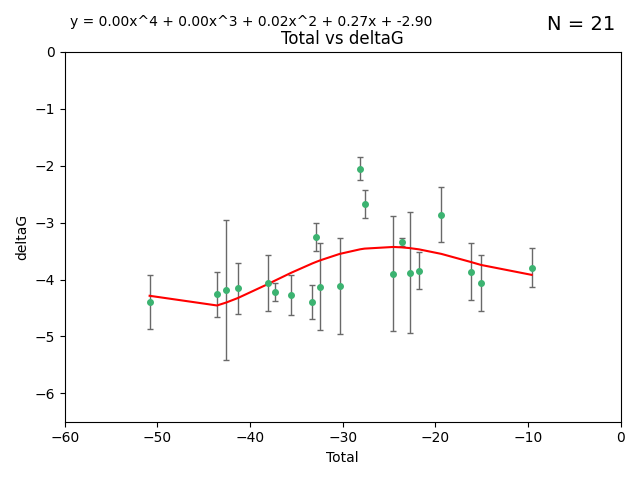 y = 0.00x^4 + 0.00x^3 + 0.02x^2 + 0.27x + -2.90
N = 21
Total vs deltaG
0
−1
−2
−3
−4
−5
−6
deltaG
−60 −50 −40 −30 −20 −10 0
Total